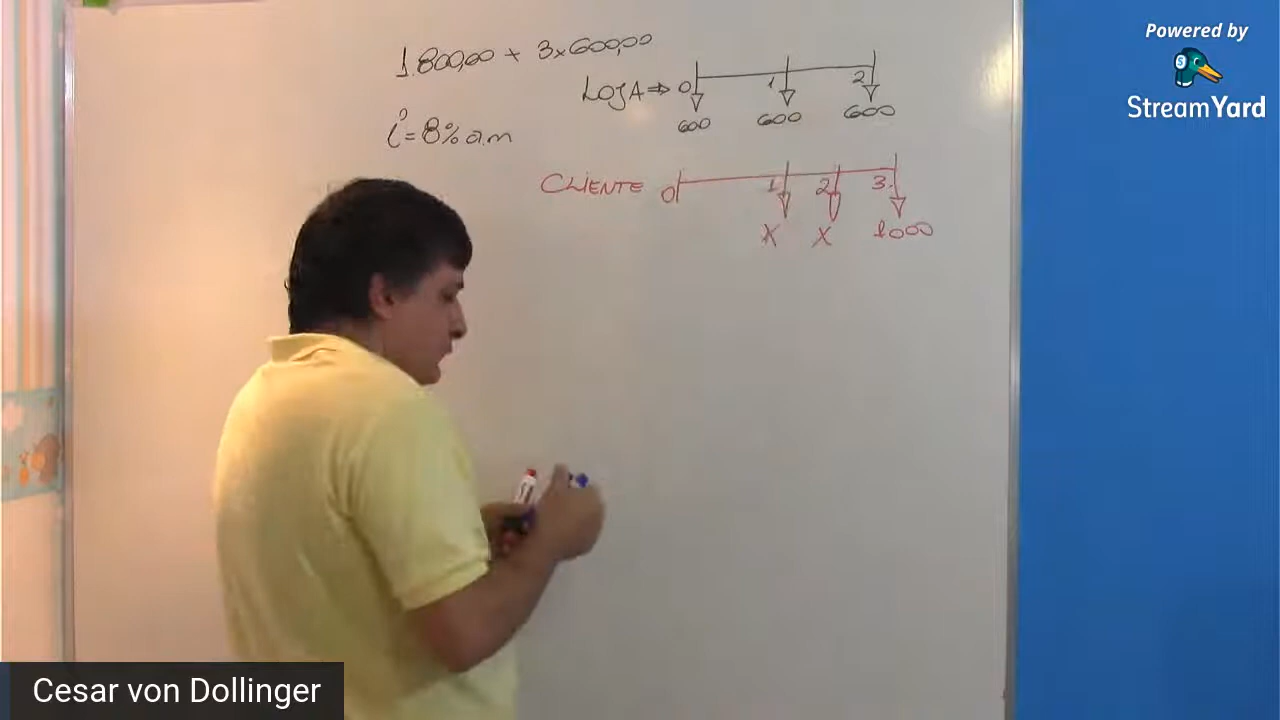 1.800,00 + 3x600,00
LOJA ⇒ 0 1 2
600 600 600
i=8% a.m
CLIENTE 0 1 2 3
X X 1000
Powered by
StreamYard
Cesar von Dollinger